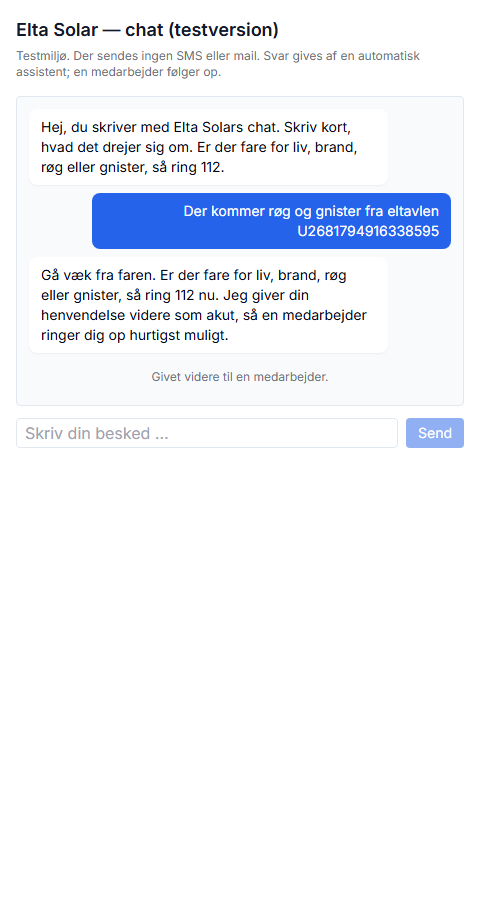 Elta Solar — chat (testversion)
Testmiljø. Der sendes ingen SMS eller mail. Svar gives af en automatisk
assistent; en medarbejder følger op.
Hej, du skriver med Elta Solars chat. Skriv kort,
hvad det drejer sig om. Er der fare for liv, brand,
røg eller gnister, så ring 112.
Der kommer røg og gnister fra eltavlen
U2681794916338595
Gå væk fra faren. Er der fare for liv, brand, røg
eller gnister, så ring 112 nu. Jeg giver din
henvendelse videre som akut, så en medarbejder
ringer dig op hurtigst muligt.
Givet videre til en medarbejder.
Skriv din besked ...
Send